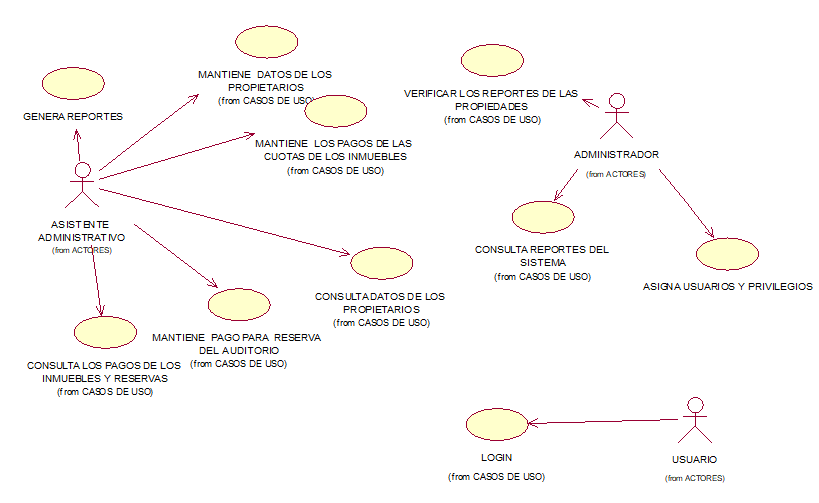 MANTIENE DATOS DE LOS
PROPIETARIOS
(from CASOS DE USO)
GENERA REPORTES
MANTIENE LOS PAGOS DE LAS
CUOTAS DE LOS INMUEBLES
(from CASOS DE USO)
ASISTENTE
ADMINISTRATIVO
(from ACTORES)
CONSULTA DATOS DE LOS
PROPIETARIOS
(from CASOS DE USO)
MANTIENE PAGO PARA RESERVA
DEL AUDITORIO
(from CASOS DE USO)
CONSULTA LOS PAGOS DE LOS
INMUEBLES Y RESERVAS
(from CASOS DE USO)
VERIFICAR LOS REPORTES DE LAS
PROPIEDADES
(from CASOS DE USO)
ADMINISTRADOR
(from ACTORES)
CONSULTA REPORTES DEL
SISTEMA
(from CASOS DE USO)
ASIGNA USUARIOS Y PRIVILEGIOS
LOGIN
(from CASOS DE USO)
USUARIO
(from ACTORES)